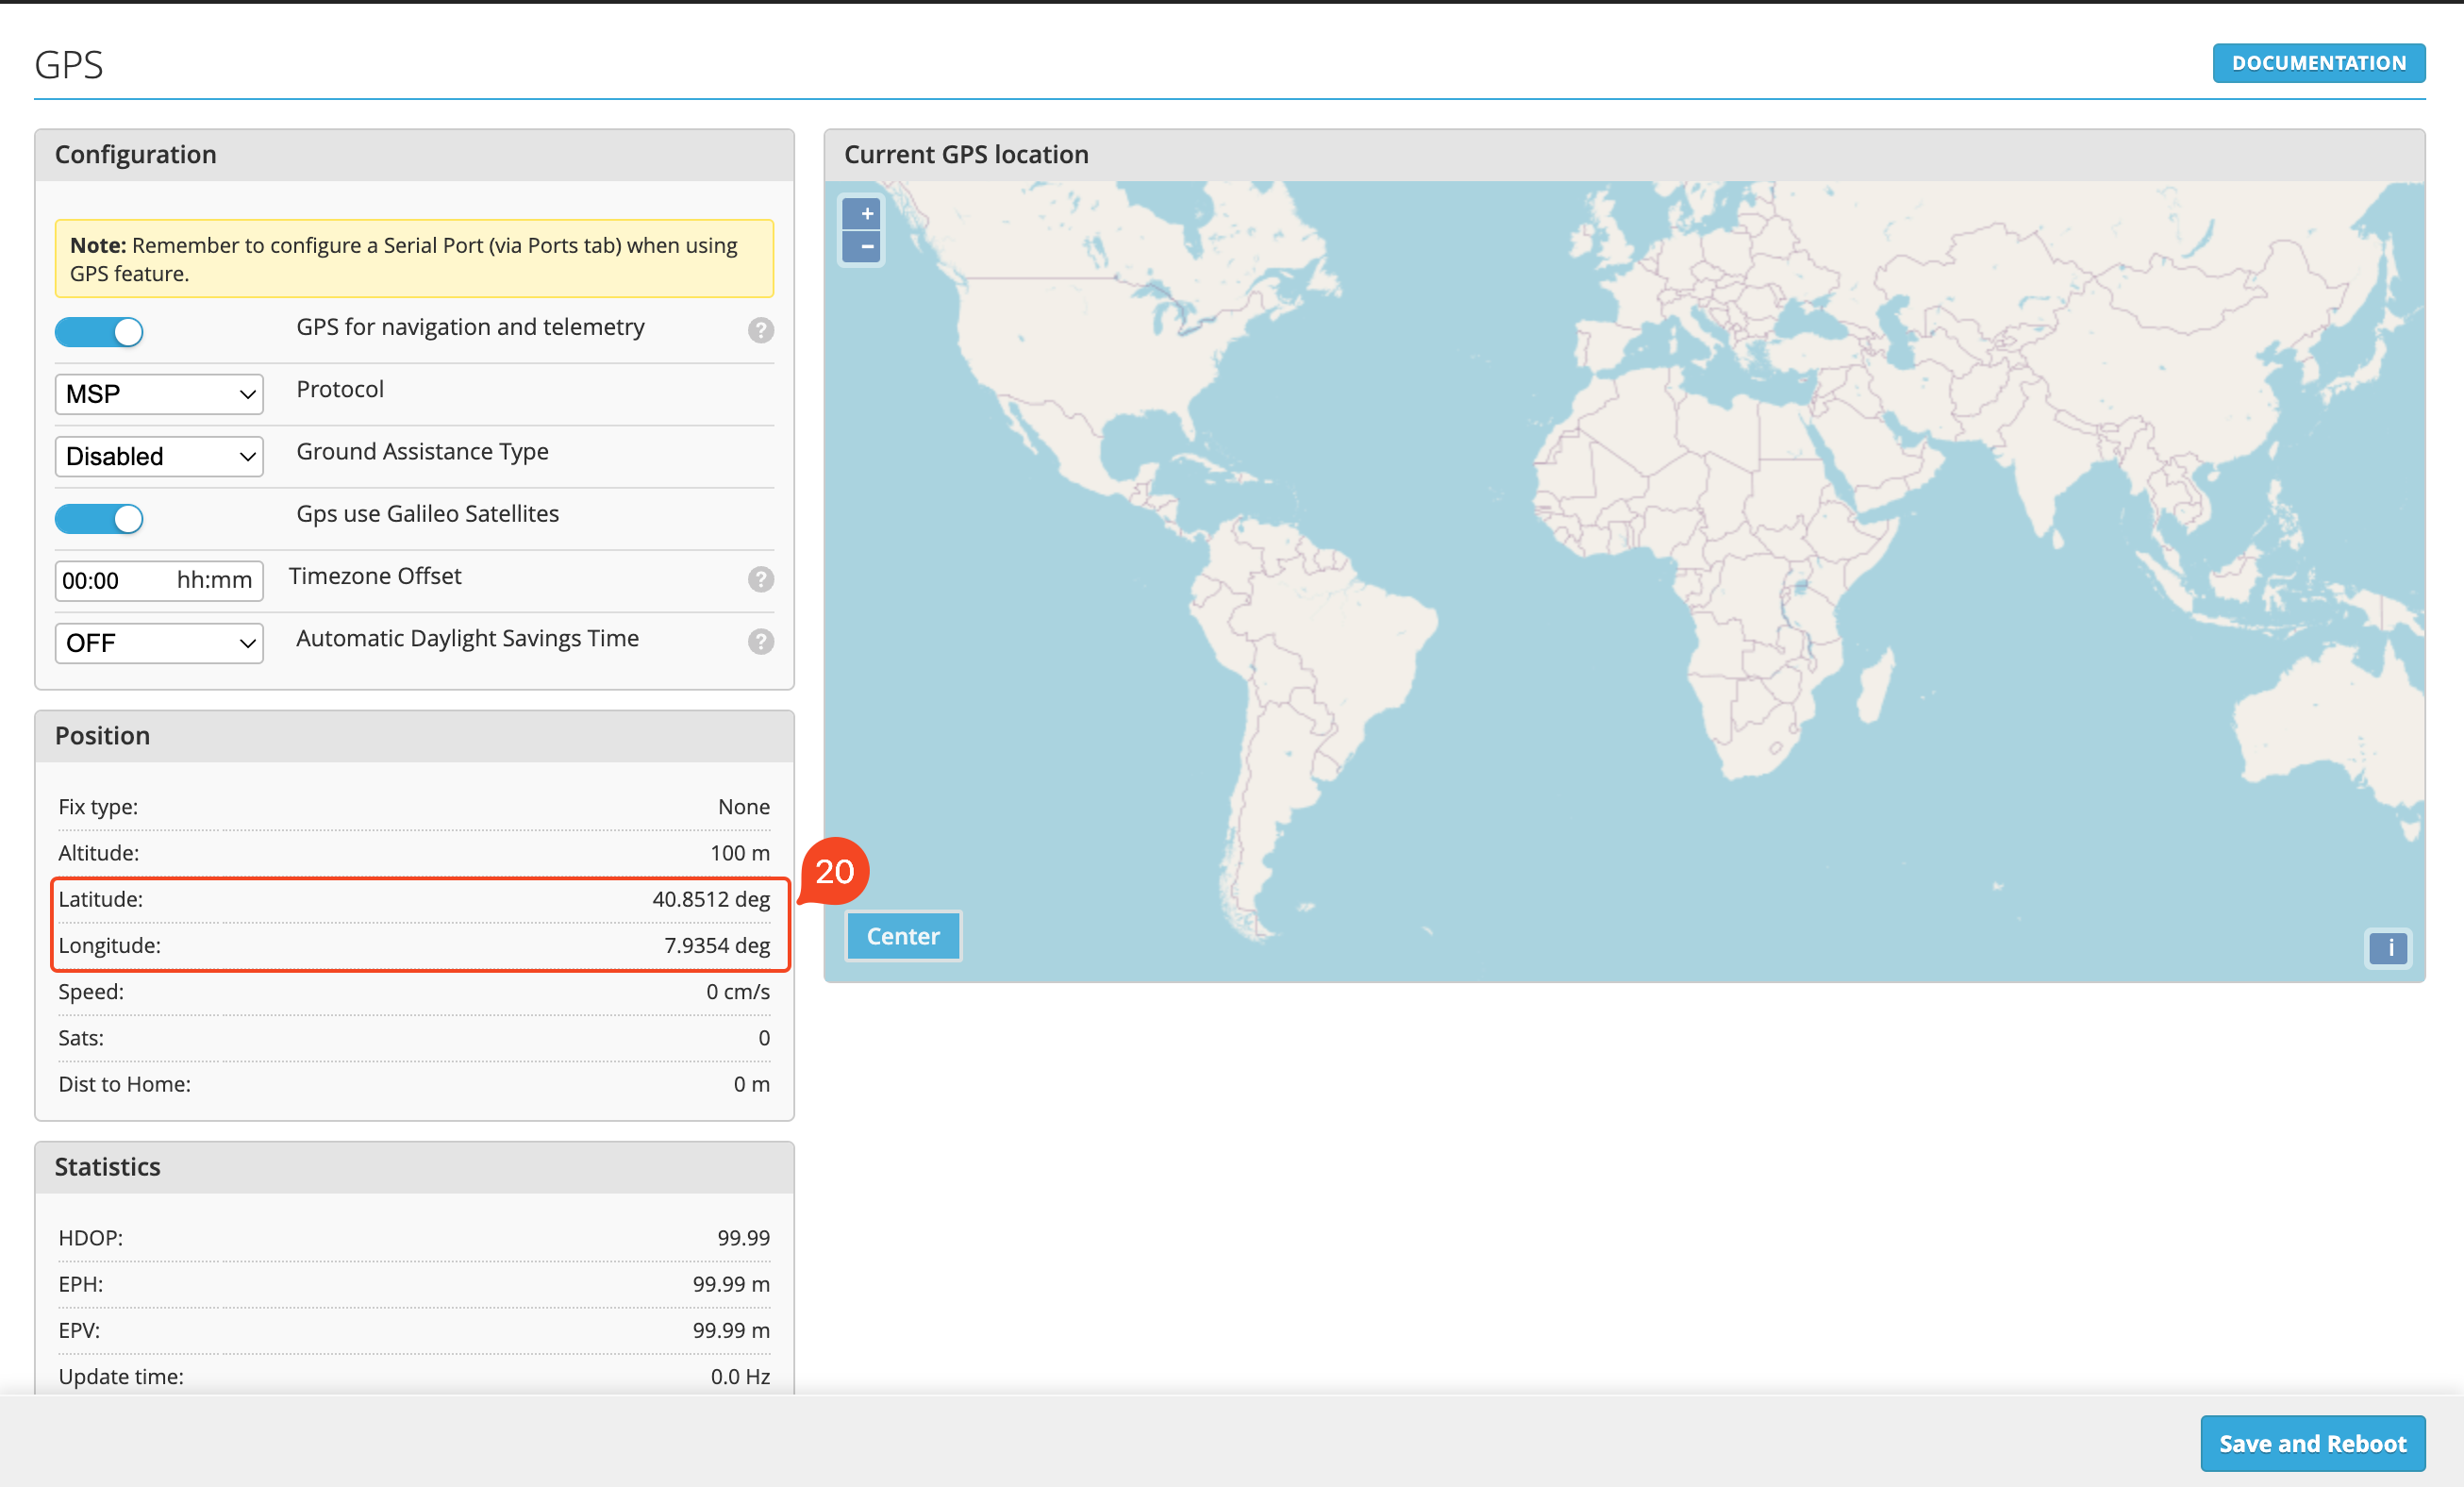 GPS
DOCUMENTATION
Configuration
Note: Remember to configure a Serial Port (via Ports tab) when using
GPS feature.
GPS for navigation and telemetry ?
MSP Protocol
Disabled Ground Assistance Type
Gps use Galileo Satellites
00:00 hh:mm Timezone Offset ?
OFF Automatic Daylight Savings Time ?
Position
Fix type: None
Altitude: 100 m
Latitude: 40.8512 deg
Longitude: 7.9354 deg
Speed: 0 cm/s
Sats: 0
Dist to Home: 0 m
20
Statistics
HDOP: 99.99
EPH: 99.99 m
EPV: 99.99 m
Update time: 0.0 Hz
Current GPS location
+
−
Center
i
Save and Reboot